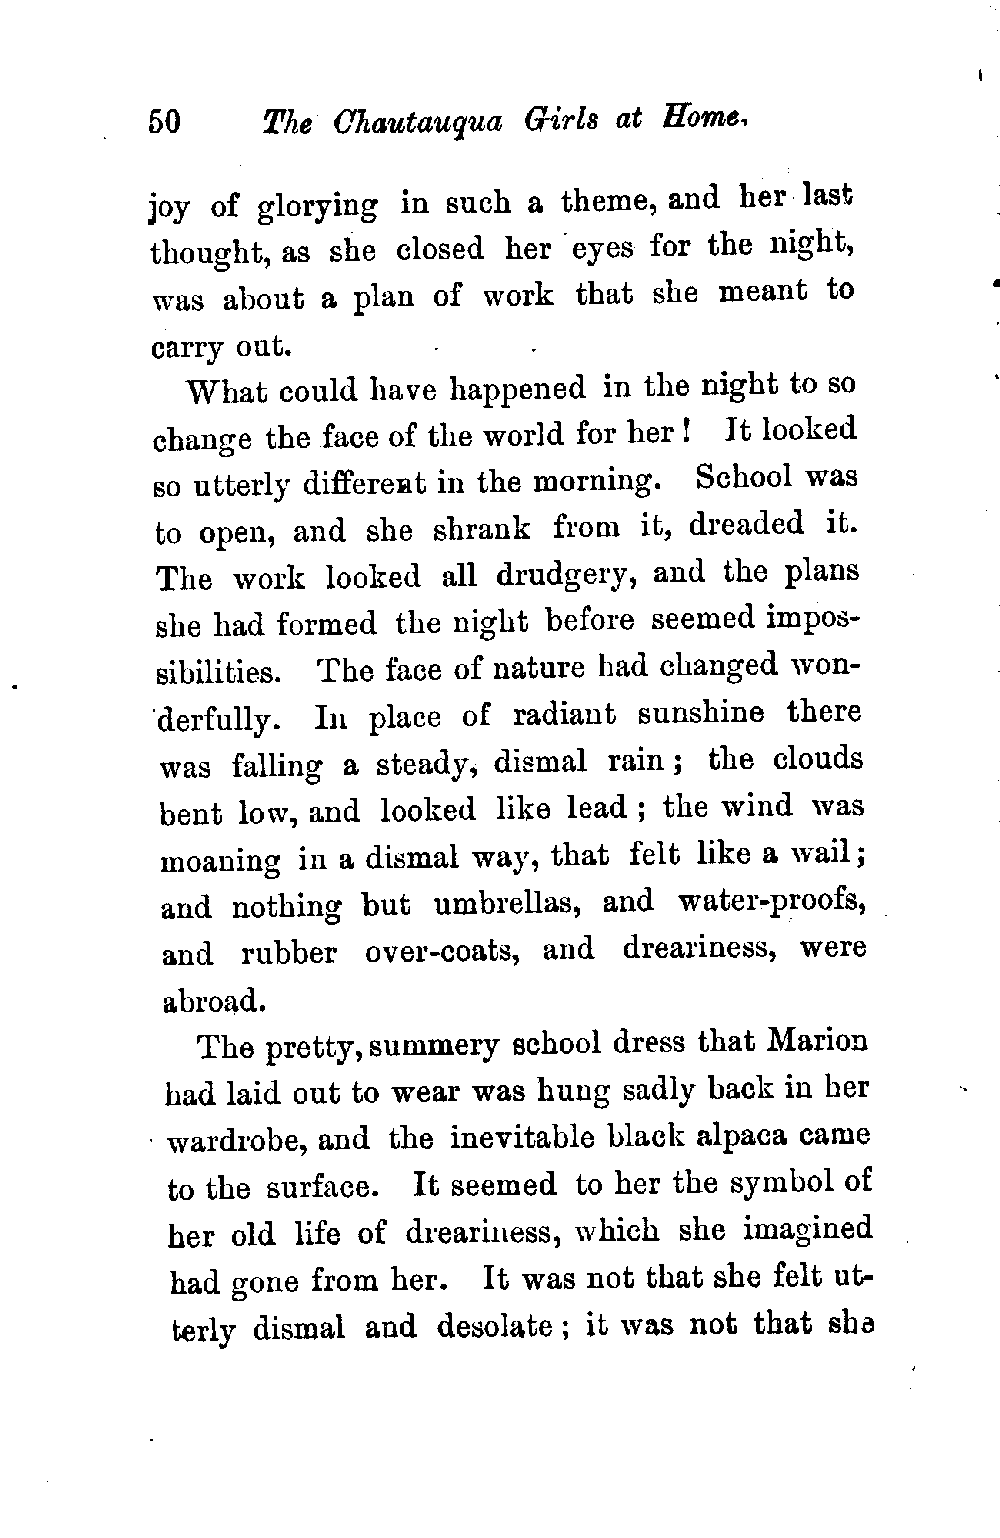 50 The Chautauqua Girls at Home.
joy of glorying in such a theme, and her last
thought, as she closed her eyes for the night,
was about a plan of work that she meant to
carry out.
What could have happened in the night to so
change the face of the world for her! It looked
so utterly different in the morning. School was
to open, and she shrank from it, dreaded it.
The work looked all drudgery, and the plans
she had formed the night before seemed impos-
sibilities. The face of nature had changed won-
derfully. In place of radiant sunshine there
was falling a steady, dismal rain; the clouds
bent low, and looked like lead; the wind was
moaning in a dismal way, that felt like a wail;
and nothing but umbrellas, and water-proofs,
and rubber over-coats, and dreariness, were
abroad.
The pretty, summery school dress that Marion
had laid out to wear was hung sadly back in her
wardrobe, and the inevitable black alpaca came
to the surface. It seemed to her the symbol of
her old life of dreariness, which she imagined
had gone from her. It was not that she felt ut-
terly dismal and desolate; it was not that she